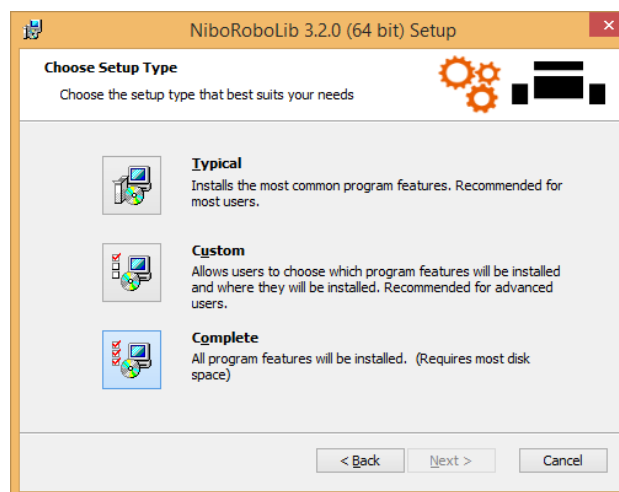 NiboRoboLib 3.2.0 (64 bit) Setup
Choose Setup Type
Choose the setup type that best suits your needs
Typical
Installs the most common program features. Recommended for
most users.
Custom
Allows users to choose which program features will be installed
and where they will be installed. Recommended for advanced
users.
Complete
All program features will be installed. (Requires most disk
space)
< Back Next > Cancel